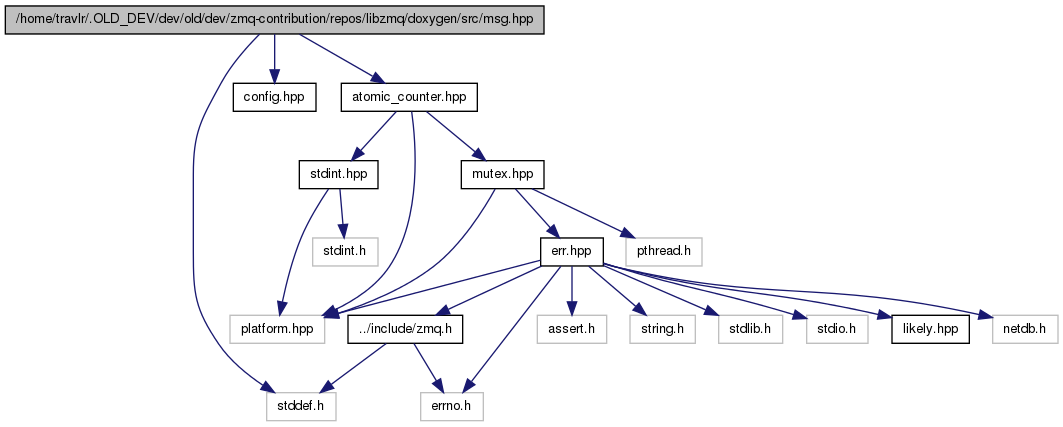 /home/travlr/.OLD_DEV/dev/old/dev/zmq-contribution/repos/libzmq/doxygen/src/msg.hpp
config.hpp
atomic_counter.hpp
stdint.hpp
mutex.hpp
stdint.h
err.hpp
pthread.h
platform.hpp
../include/zmq.h
assert.h
string.h
stdlib.h
stdio.h
likely.hpp
netdb.h
stddef.h
errno.h